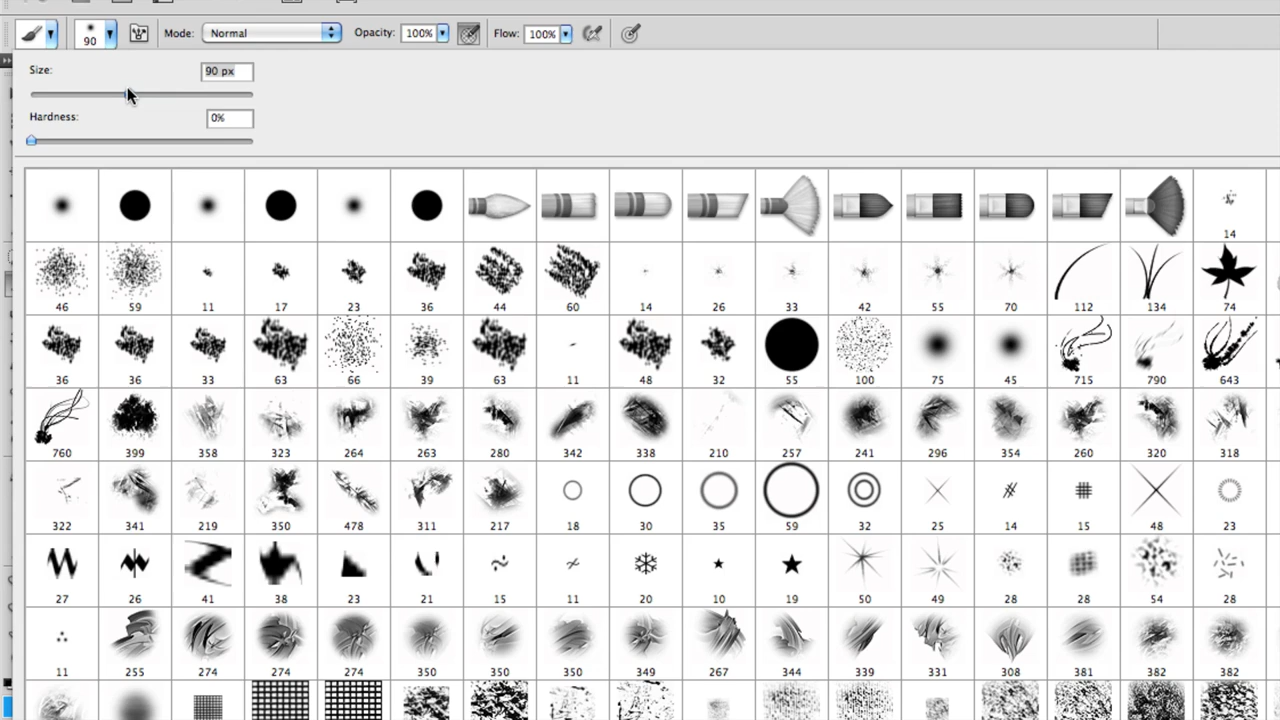 Mode: Normal Opacity: 100% Flow: 100%
90
Size: 90 px
Hardness: 0%
14
46 59 11 17 23 36 44 60 14 26 33 42 55 70 112 134 74
36 36 33 63 66 39 63 11 48 32 55 100 75 45 715 790 643
760 399 358 323 264 263 280 342 338 210 257 241 296 354 260 320 318
322 341 219 350 478 311 217 18 30 35 59 32 25 14 15 48 23
27 26 41 38 23 21 15 11 20 10 19 50 49 28 28 54 28
11 255 274 274 274 350 350 350 349 267 344 339 331 308 381 382 382